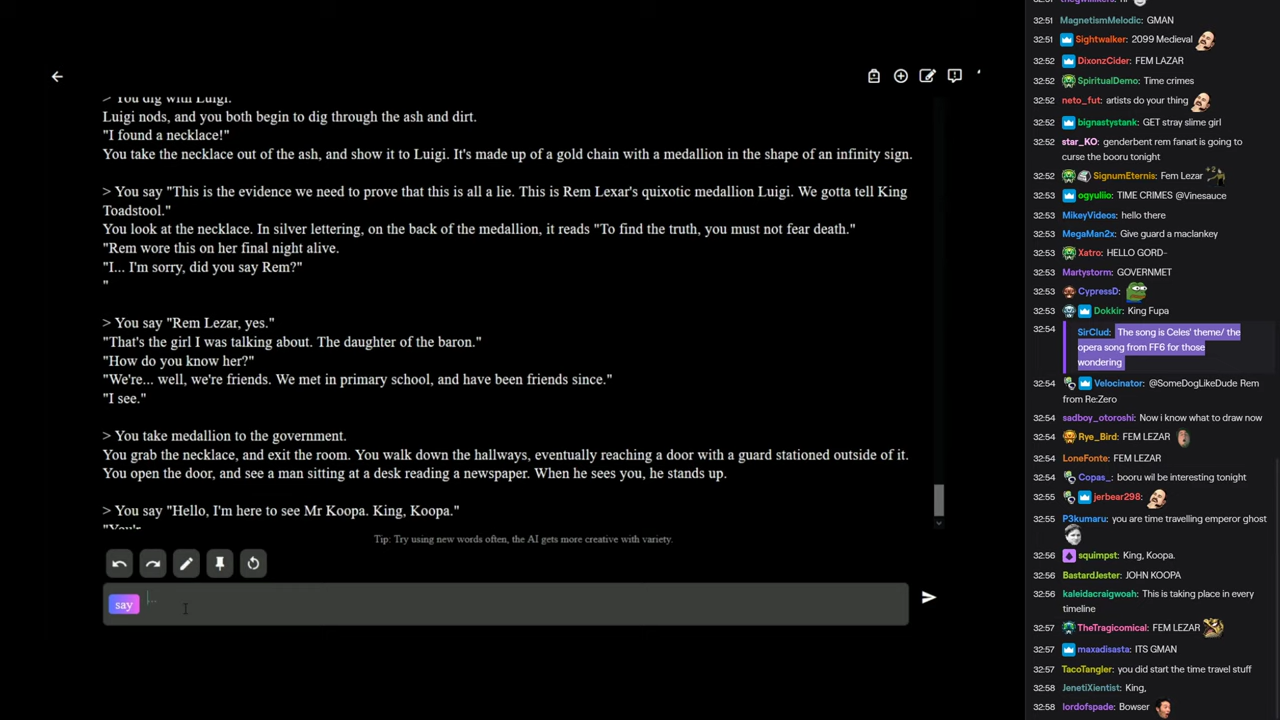 > You dig with Luigi.
Luigi nods, and you both begin to dig through the ash and dirt.
"I found a necklace!"
You take the necklace out of the ash, and show it to Luigi. It's made up of a gold chain with a medallion in the shape of an infinity sign.
> You say "This is the evidence we need to prove that this is all a lie. This is Rem Lexar's quixotic medallion Luigi. We gotta tell King
Toadstool."
You look at the necklace. In silver lettering, on the back of the medallion, it reads "To find the truth, you must not fear death."
"Rem wore this on her final night alive.
"I... I'm sorry, did you say Rem?"
"
> You say "Rem Lezar, yes."
"That's the girl I was talking about. The daughter of the baron."
"How do you know her?"
"We're... well, we're friends. We met in primary school, and have been friends since."
"I see."
> You take medallion to the government.
You grab the necklace, and exit the room. You walk down the hallways, eventually reaching a door with a guard stationed outside of it.
You open the door, and see a man sitting at a desk reading a newspaper. When he sees you, he stands up.
> You say "Hello, I'm here to see Mr Koopa. King, Koopa."
"You'r
Tip: Try using new words often, the AI gets more creative with variety.
say
32:51 MagnetismMelodic: GMAN
32:51 Sightwalker: 2099 Medieval
32:52 DixonzCider: FEM LAZAR
32:52 SpiritualDemo: Time crimes
32:52 neto_fut: artists do your thing
32:52 bignastystank: GET stray slime girl
32:52 star_KO: genderbent rem fanart is going to
curse the booru tonight
32:52 SignumEternis: Fem Lezar
32:53 ogyuliio: TIME CRIMES @Vinesauce
32:53 MikeyVideos: hello there
32:53 MegaMan2x: Give guard a maclankey
32:53 Xatro: HELLO GORD-
32:53 Martystorm: GOVERNMET
32:53 CypressD:
32:53 Dokkir: King Fupa
32:54 SirClud: The song is Celes' theme/ the
opera song from FF6 for those
wondering
32:54 Velocinator: @SomeDogLikeDude Rem
from Re:Zero
32:54 sadboy_otoroshi: Now i know what to draw now
32:54 Rye_Bird: FEM LEZAR
32:54 LoneFonte: FEM LEZAR
32:54 Copas_: booru wil be interesting tonight
32:55 jerbear298:
32:55 P3kumaru: you are time travelling emperor ghost
32:56 squimpst: King, Koopa.
32:56 BastardJester: JOHN KOOPA
32:56 kaleidacraigwoah: This is taking place in every
timeline
32:57 TheTragicomical: FEM LEZAR
32:57 maxadisasta: ITS GMAN
32:57 TacoTangler: you did start the time travel stuff
32:58 JenetiXientist: King,
32:58 lordofspade: Bowser